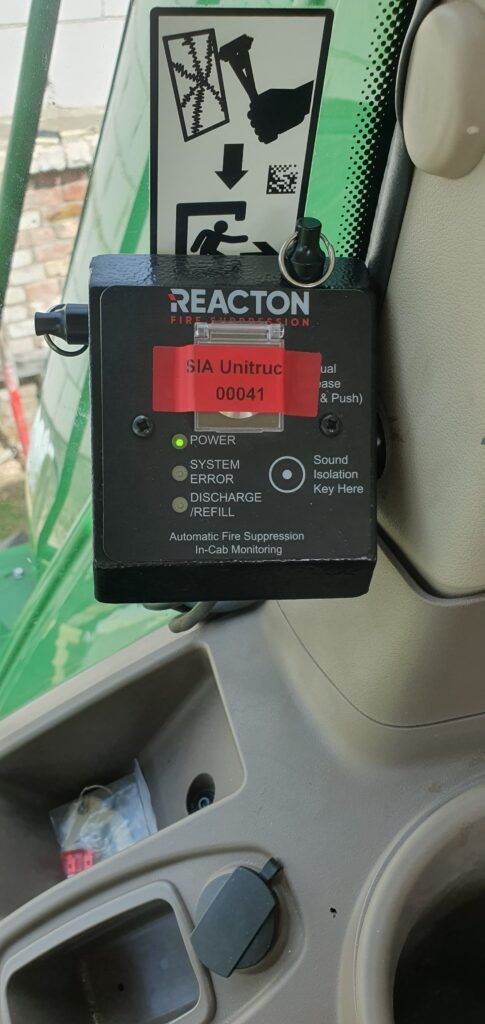 REACTON
FIRE SUPPRESSION
SIA Unitruc
00041
& Push)
POWER
SYSTEM
ERROR
DISCHARGE
/REFILL
Sound
Isolation
Key Here
Automatic Fire Suppression
In-Cab Monitoring